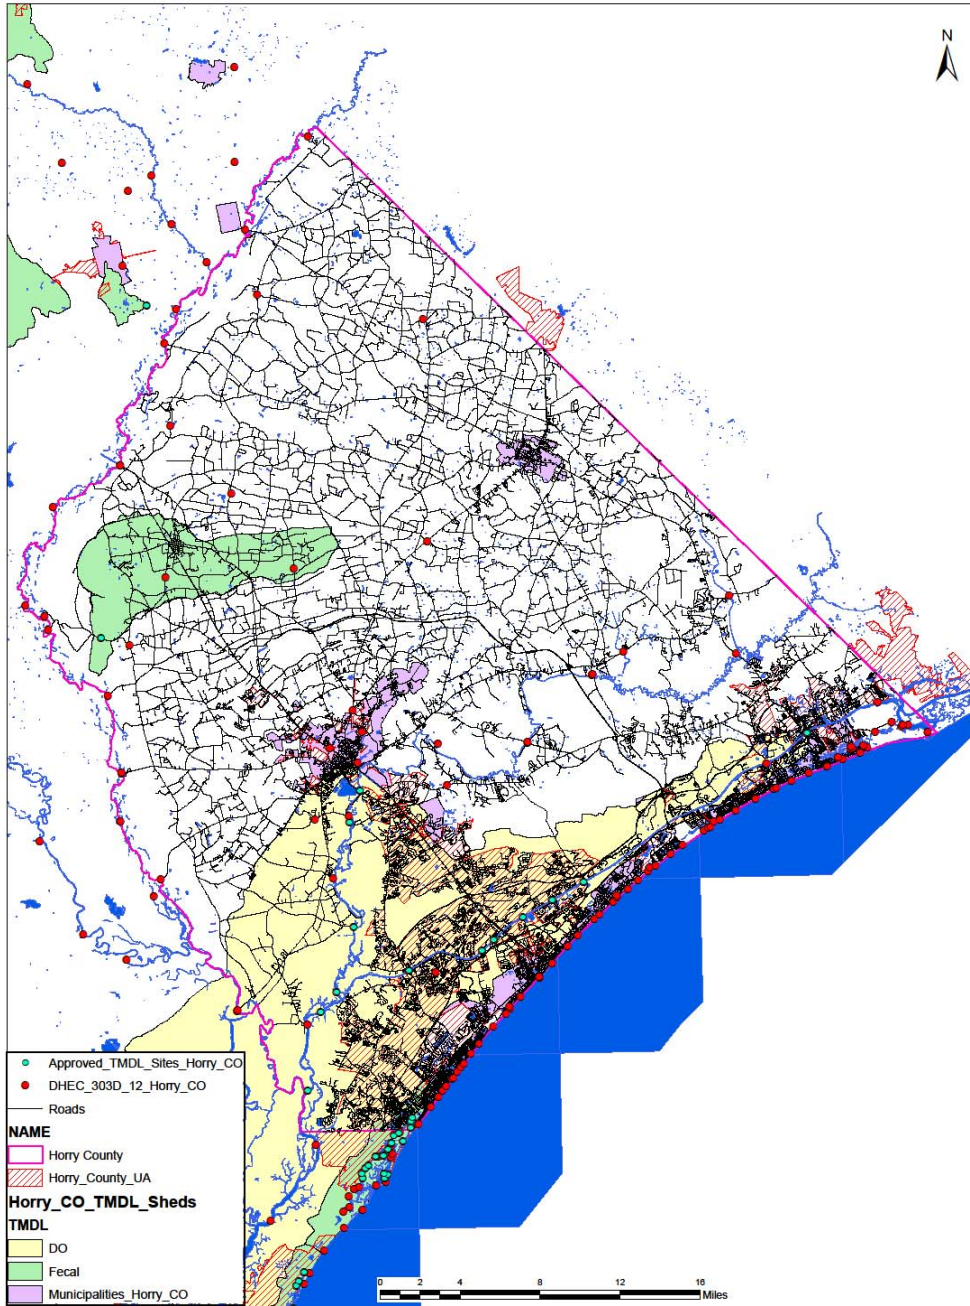 N
Approved_TMDL_Sites_Horry_CO
DHEC_303D_12_Horry_CO
Roads
NAME
Horry County
Horry_County_UA
Horry_CO_TMDL_Sheds
TMDL
DO
Fecal
Municipalities_Horry_CO
0 2 4 8 12 16
Miles